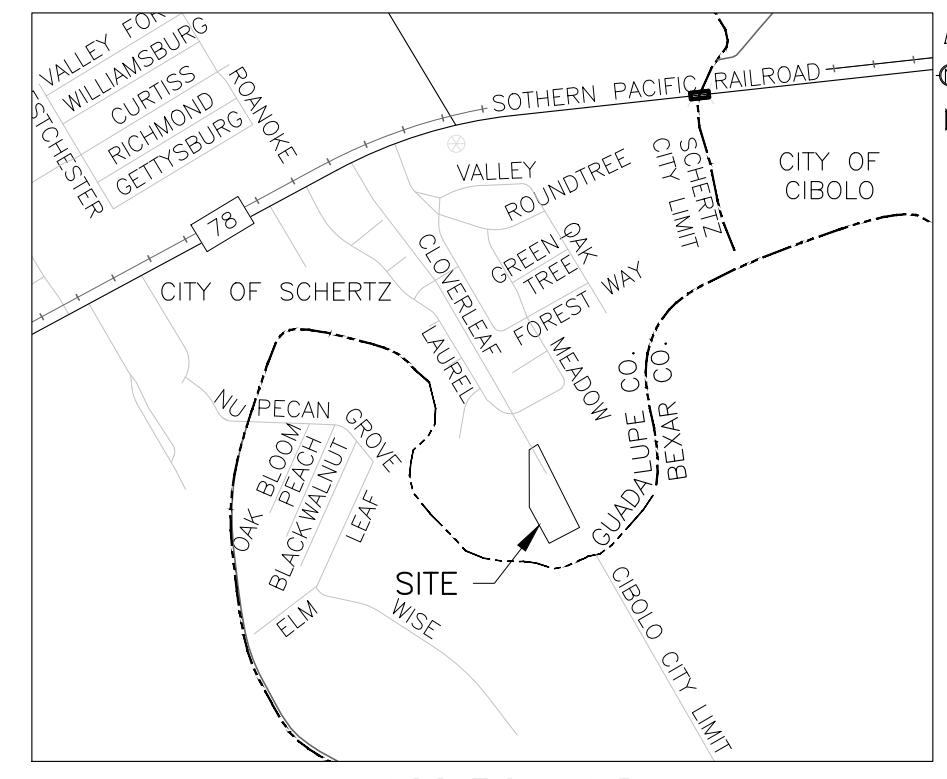 VALLEY FOR
WILLIAMSBURG
CURTISS
RICHMOND
GETTYSBURG
STCHESTER
ROANOKE
SOTHERN PACIFIC RAILROAD
78
VALLEY
ROUNDTREE
SCHERTZ
CITY LIMIT
CITY OF
CIBOLO
GREEN
TREE
OAK
CLOVERLEAF
FOREST WAY
CITY OF SCHERTZ
LAUREL
MEADOW
GUADALUPE CO.
BEXAR CO.
NU PECAN
GROVE
OAK BLOOM
PEACH
BLACK WALNUT
LEAF
SITE
ELM
WISE
CIBOLO CITY LIMIT